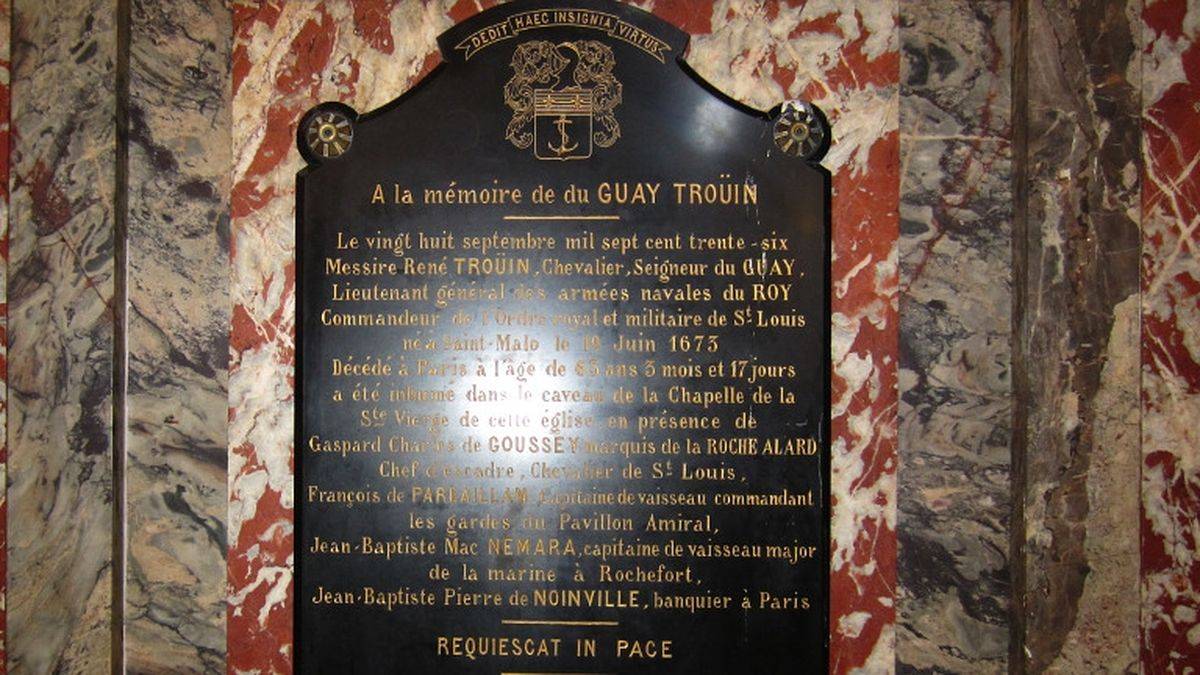 DEDIT HAEC INSIGNIA VIRTUS
A la mémoire de du GUAY TROÜIN
Le vingt huit septembre mil sept cent trente-six
Messire René TROÜIN, Chevalier, Seigneur du GUAY,
Lieutenant général des armées navales du ROY
Commandeur de l'Ordre royal et militaire de St Louis
né à Saint-Malo le 10 Juin 1673
Décédé à Paris à l'âge de 63 ans 3 mois et 17 jours
a été inhumé dans le caveau de la Chapelle de la
Ste Vierge de cette église en présence de
Gaspard Charles de GOUSSEY marquis de la ROCHE ALARD
Chef d'escadre, Chevalier de St Louis,
François de PARDAILLAN, Capitaine de vaisseau commandant
les gardes du Pavillon Amiral,
Jean-Baptiste Mac NEMARA, capitaine de vaisseau major
de la marine à Rochefort,
Jean-Baptiste Pierre de NOINVILLE, banquier à Paris
REQUIESCAT IN PACE